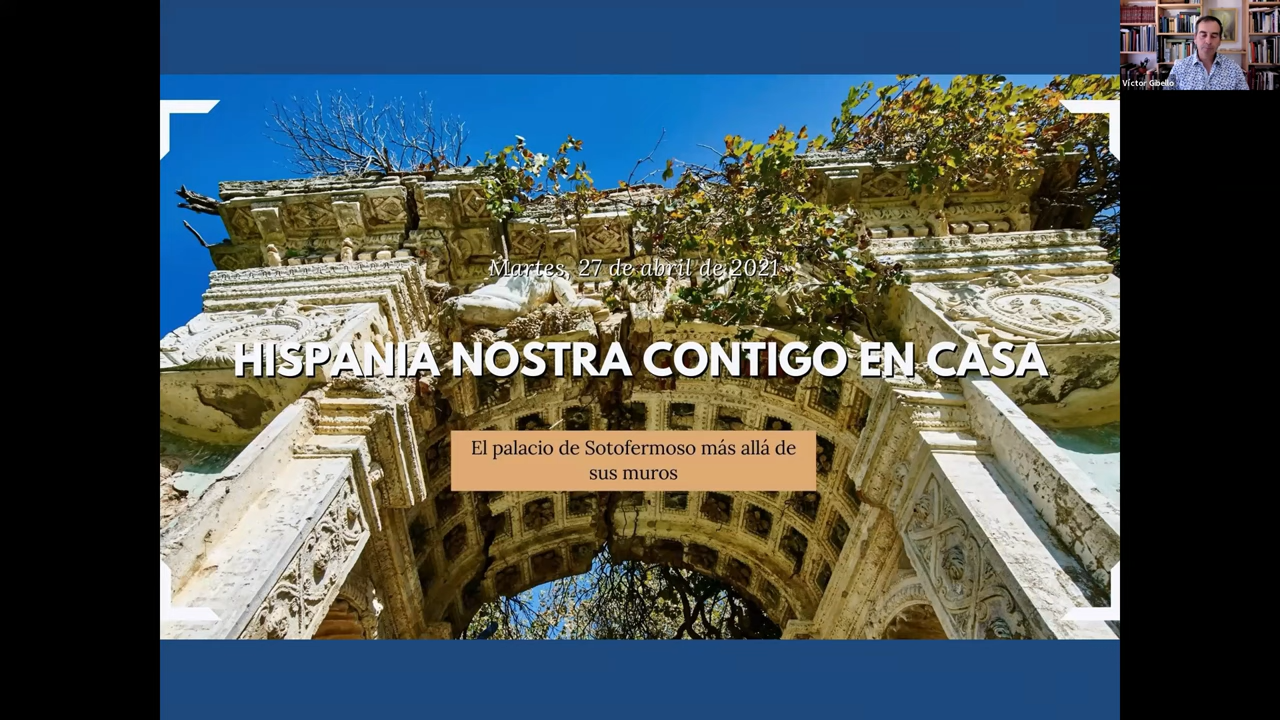 Víctor Gibello
Martes, 27 de abril de 2021
HISPANIA NOSTRA CONTIGO EN CASA
El palacio de Sotofermoso más allá de
sus muros